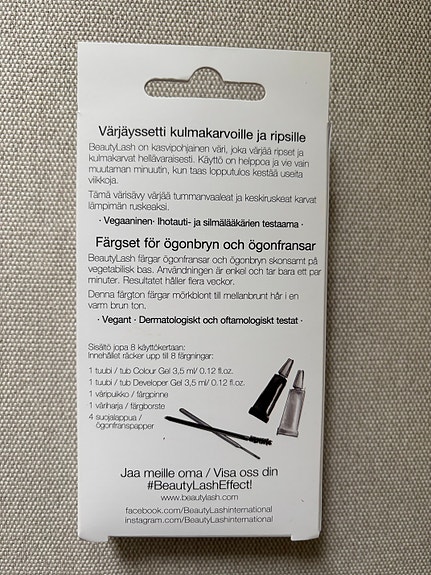 Värjäyssetti kulmakarvoille ja ripsille
BeautyLash on kasvipohjainen väri, joka värjää ripset ja
kulmakarvat hellävaraisesti. Käyttö on helppoa ja vie vain
muutaman minuutin, kun taas lopputulos kestää useita
viikkoja.
Tämä värisävy värjää tummanvaaleat ja keskiruskeat karvat
lämpimän ruskeaksi.
· Vegaaninen· Ihotauti- ja silmälääkärien testaama ·
Färgset för ögonbryn och ögonfransar
BeautyLash färgar ögonfransar och ögonbryn skonsamt på
vegetabilisk bas. Användningen är enkel och tar bara ett par
minuter. Resultatet håller flera veckor.
Denna färgton färgar mörkblont till mellanbrunt hår i en
varm brun ton.
· Vegant · Dermatologiskt och oftamologiskt testat ·
Sisältö jopa 8 käyttökertaan:
Innehållet räcker upp till 8 färgningar:
1 tuubi / tub Colour Gel 3,5 ml/ 0.12 fl.oz.
1 tuubi / tub Developer Gel 3,5 ml/ 0.12 fl.oz.
1 väripuikko / färgpinne
1 väriharja / färgborste
4 suojalappua /
ögonfranspapper
Jaa meille oma / Visa oss din
#BeautyLashEffect!
www.beautylash.com
facebook.com/BeautyLashInternational
instagram.com/BeautyLashinternational